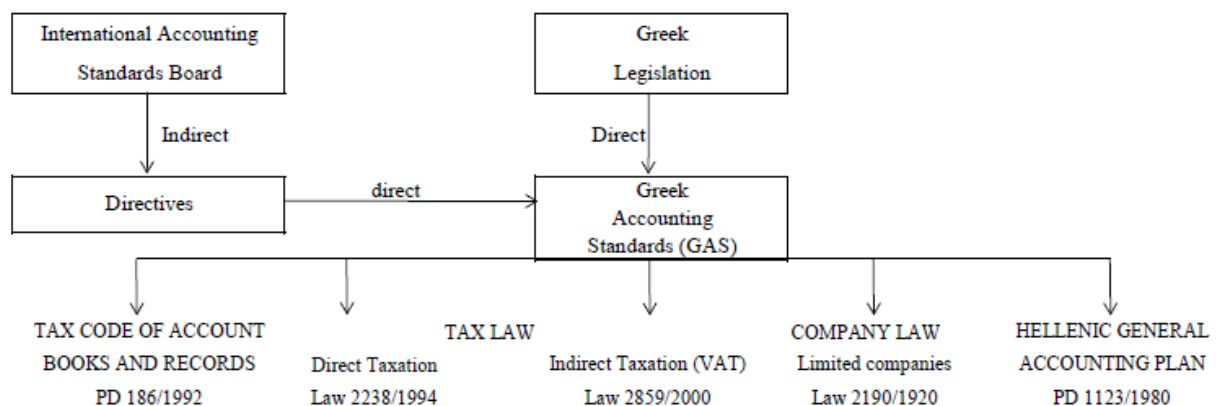 International Accounting
Standards Board
Greek
Legislation
Indirect
Direct
Directives
direct
Greek
Accounting
Standards (GAS)
TAX CODE OF ACCOUNT
BOOKS AND RECORDS
PD 186/1992
TAX LAW
Direct Taxation
Law 2238/1994
Indirect Taxation (VAT)
Law 2859/2000
COMPANY LAW
Limited companies
Law 2190/1920
HELLENIC GENERAL
ACCOUNTING PLAN
PD 1123/1980